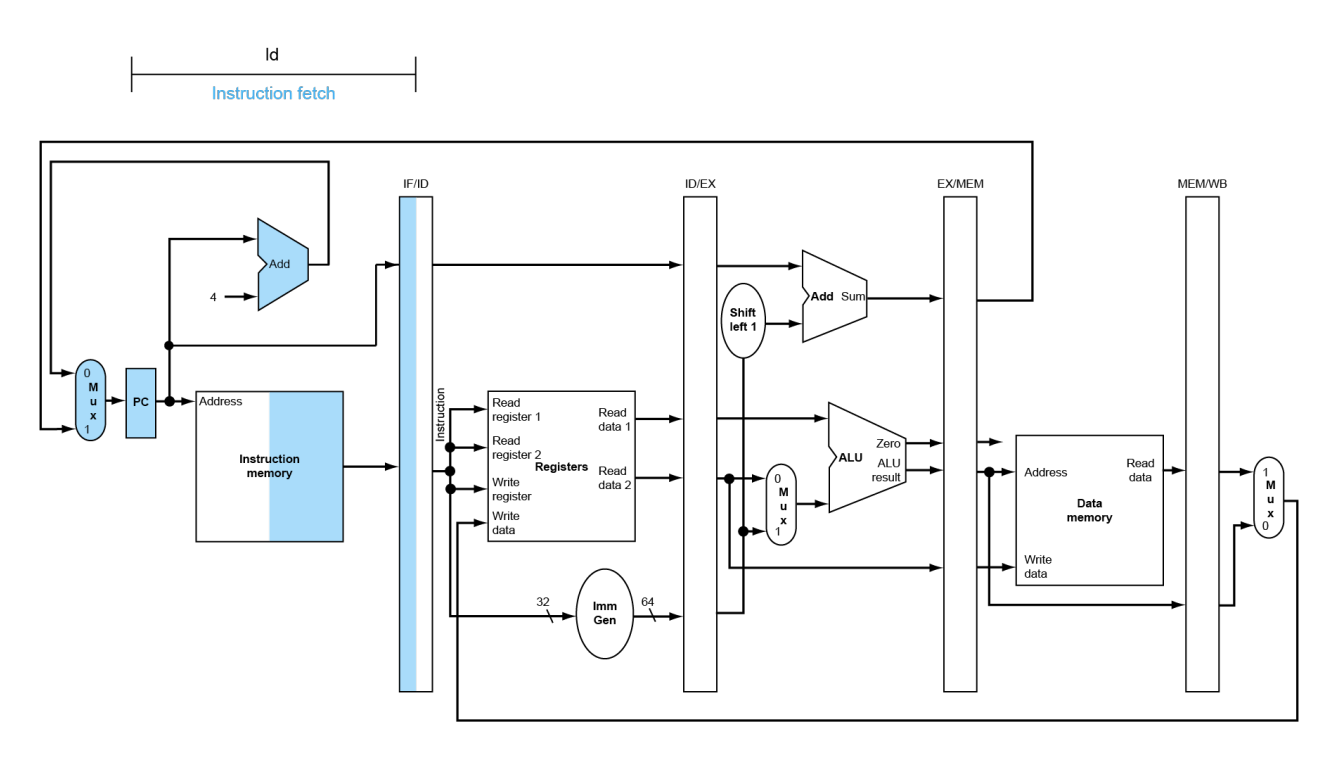 ld
Instruction fetch
IF/ID
ID/EX
EX/MEM
MEM/WB
Add
4
0
M
u
x
1
PC
Address
Instruction
memory
Instruction
Read
register 1
Read
register 2
Write
register
Write
data
Registers
Read
data 1
Read
data 2
32
Imm
Gen
64
Shift
left 1
Add Sum
0
M
u
x
1
ALU
Zero
ALU
result
Address
Write
data
Data
memory
Read
data
1
M
u
x
0